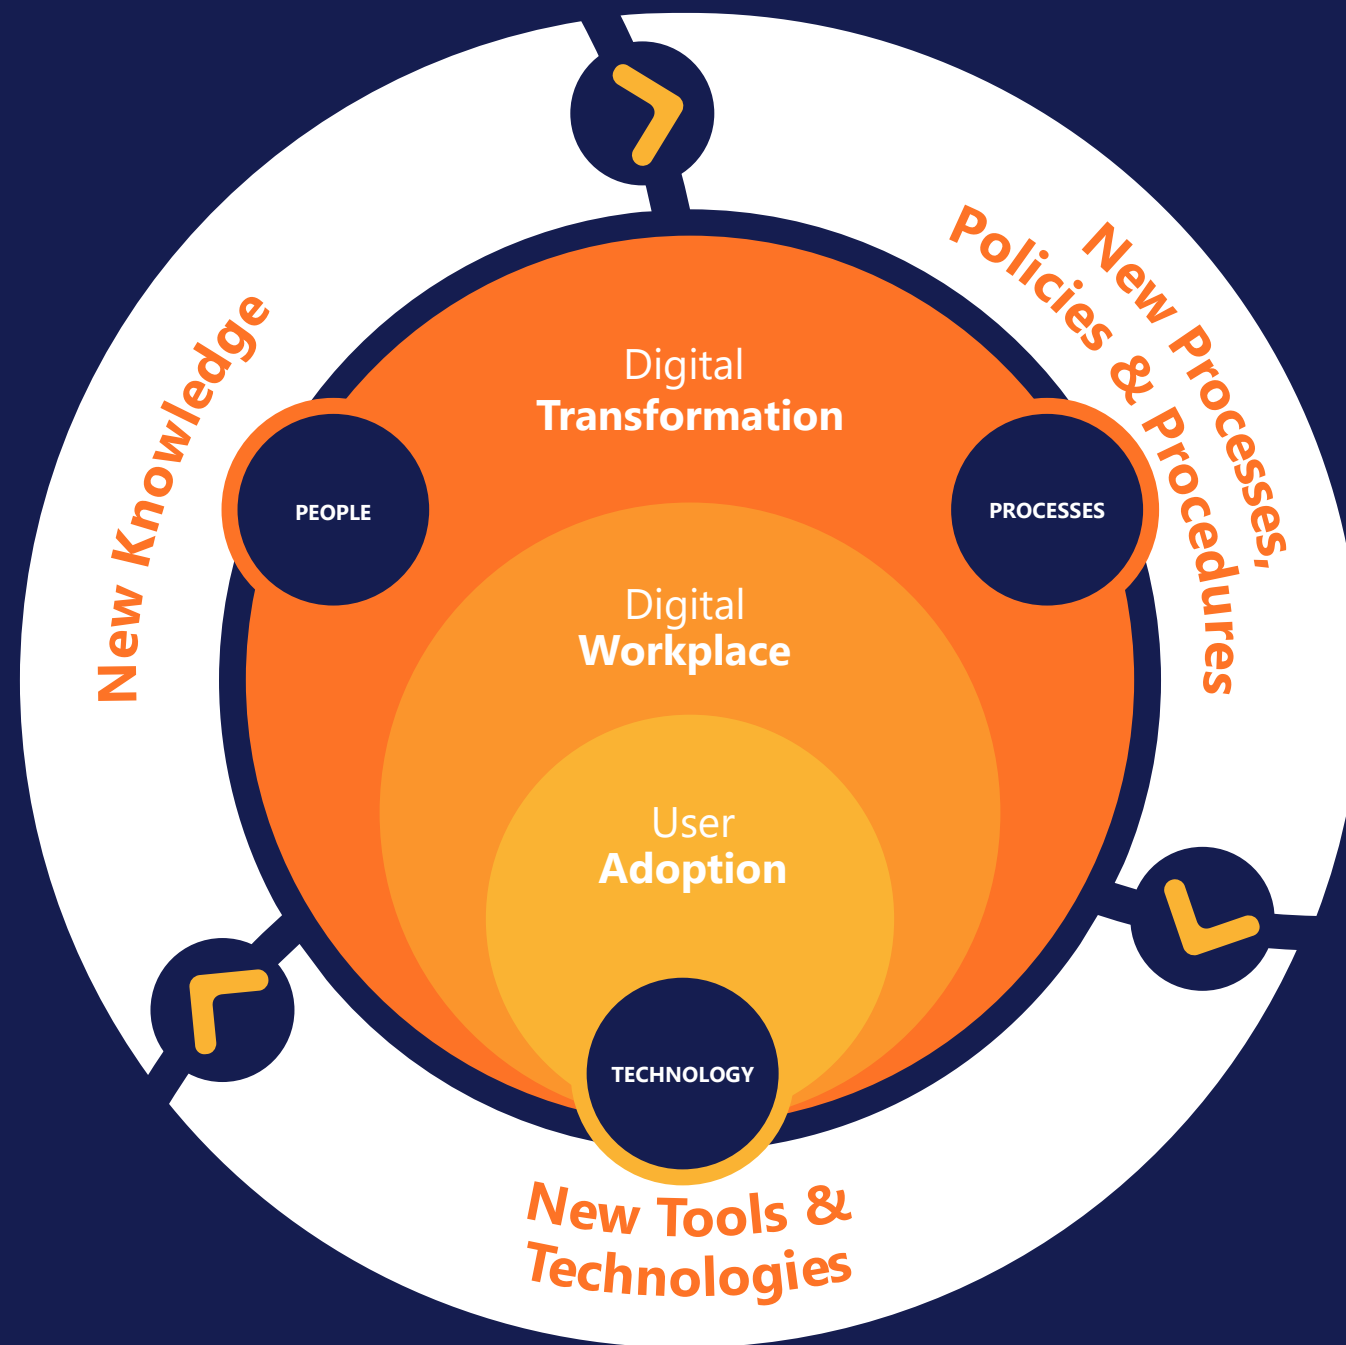 New Processes,
Policies & Procedures
New Knowledge
Digital
Transformation
PEOPLE
PROCESSES
Digital
Workplace
User
Adoption
TECHNOLOGY
New Tools &
Technologies